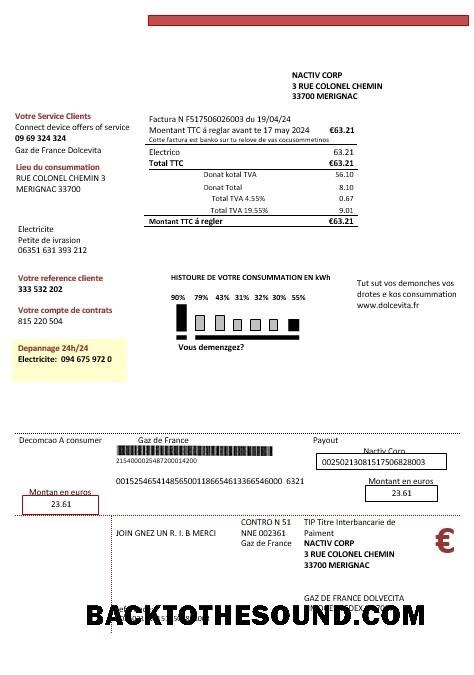 NACTIV CORP
3 RUE COLONEL CHEMIN
33700 MERIGNAC
Votre Service Clients
Connect device offers of service
09 69 324 324
Gaz de France Dolcevita
Lieu du consummation
RUE COLONEL CHEMIN 3
MERIGNAC 33700
Electricite
Petite de ivrasion
06351 631 393 212
Factura N F517506026003 du 19/04/24
Moentant TTC á reglar avant te 17 may 2024 €63.21
Cotte factura est banko sur tu relove de vas cocusommetinos
Electrico 63.21
Total TTC €63.21
Donat kotal TVA 56.10
Donat Total 8.10
Total TVA 4.55% 0.67
Total TVA 19.55% 9.01
Montant TTC á regler €63.21
Votre reference cliente
333 532 202
Votre compte de contrats
815 220 504
Depannage 24h/24
Electricite: 094 675 972 0
HISTOURE DE VOTRE CONSUMMATION EN kWh
90% 79% 43% 31% 32% 30% 55%
Vous demenzgez?
Tut sut vos demonches vos
drotes e kos consummation
www.dolcevita.fr
Decomcao A consumer Gaz de France Payout
Nactiv Corp
2154000025487200014200
00250213081517506828003
00152546541485650011866546133665460​00 6321
Montan en euros
23.61
Montant en euros
23.61
JOIN GNEZ UN R. I. B MERCI
CONTRO N 51
NNE 002361
Gaz de France
TIP Titre Interbancarie de
Paiment
NACTIV CORP
3 RUE COLONEL CHEMIN
33700 MERIGNAC
€
GAZ DE FRANCE DOLVECITA
BACKTOTHESOUND.COM